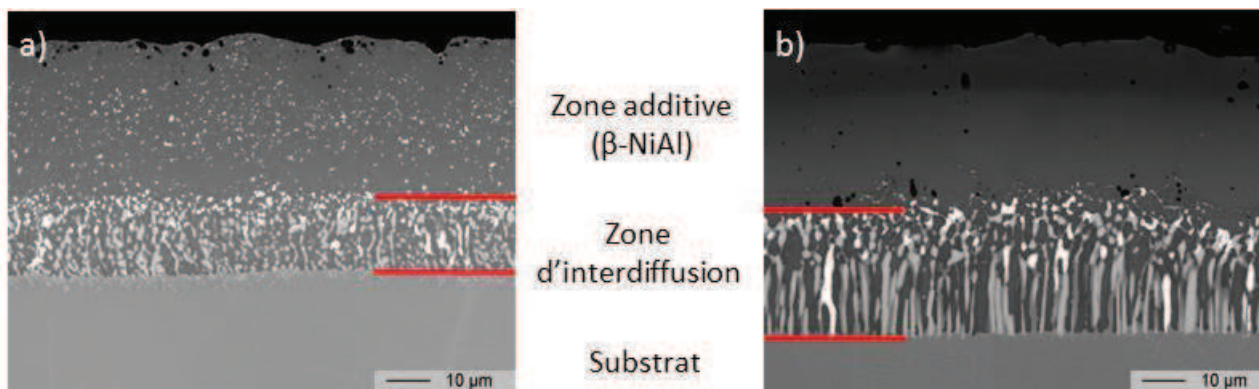 a)
10 µm
Zone additive
(β-NiAl)
Zone
d'interdiffusion
Substrat
b)
10 µm